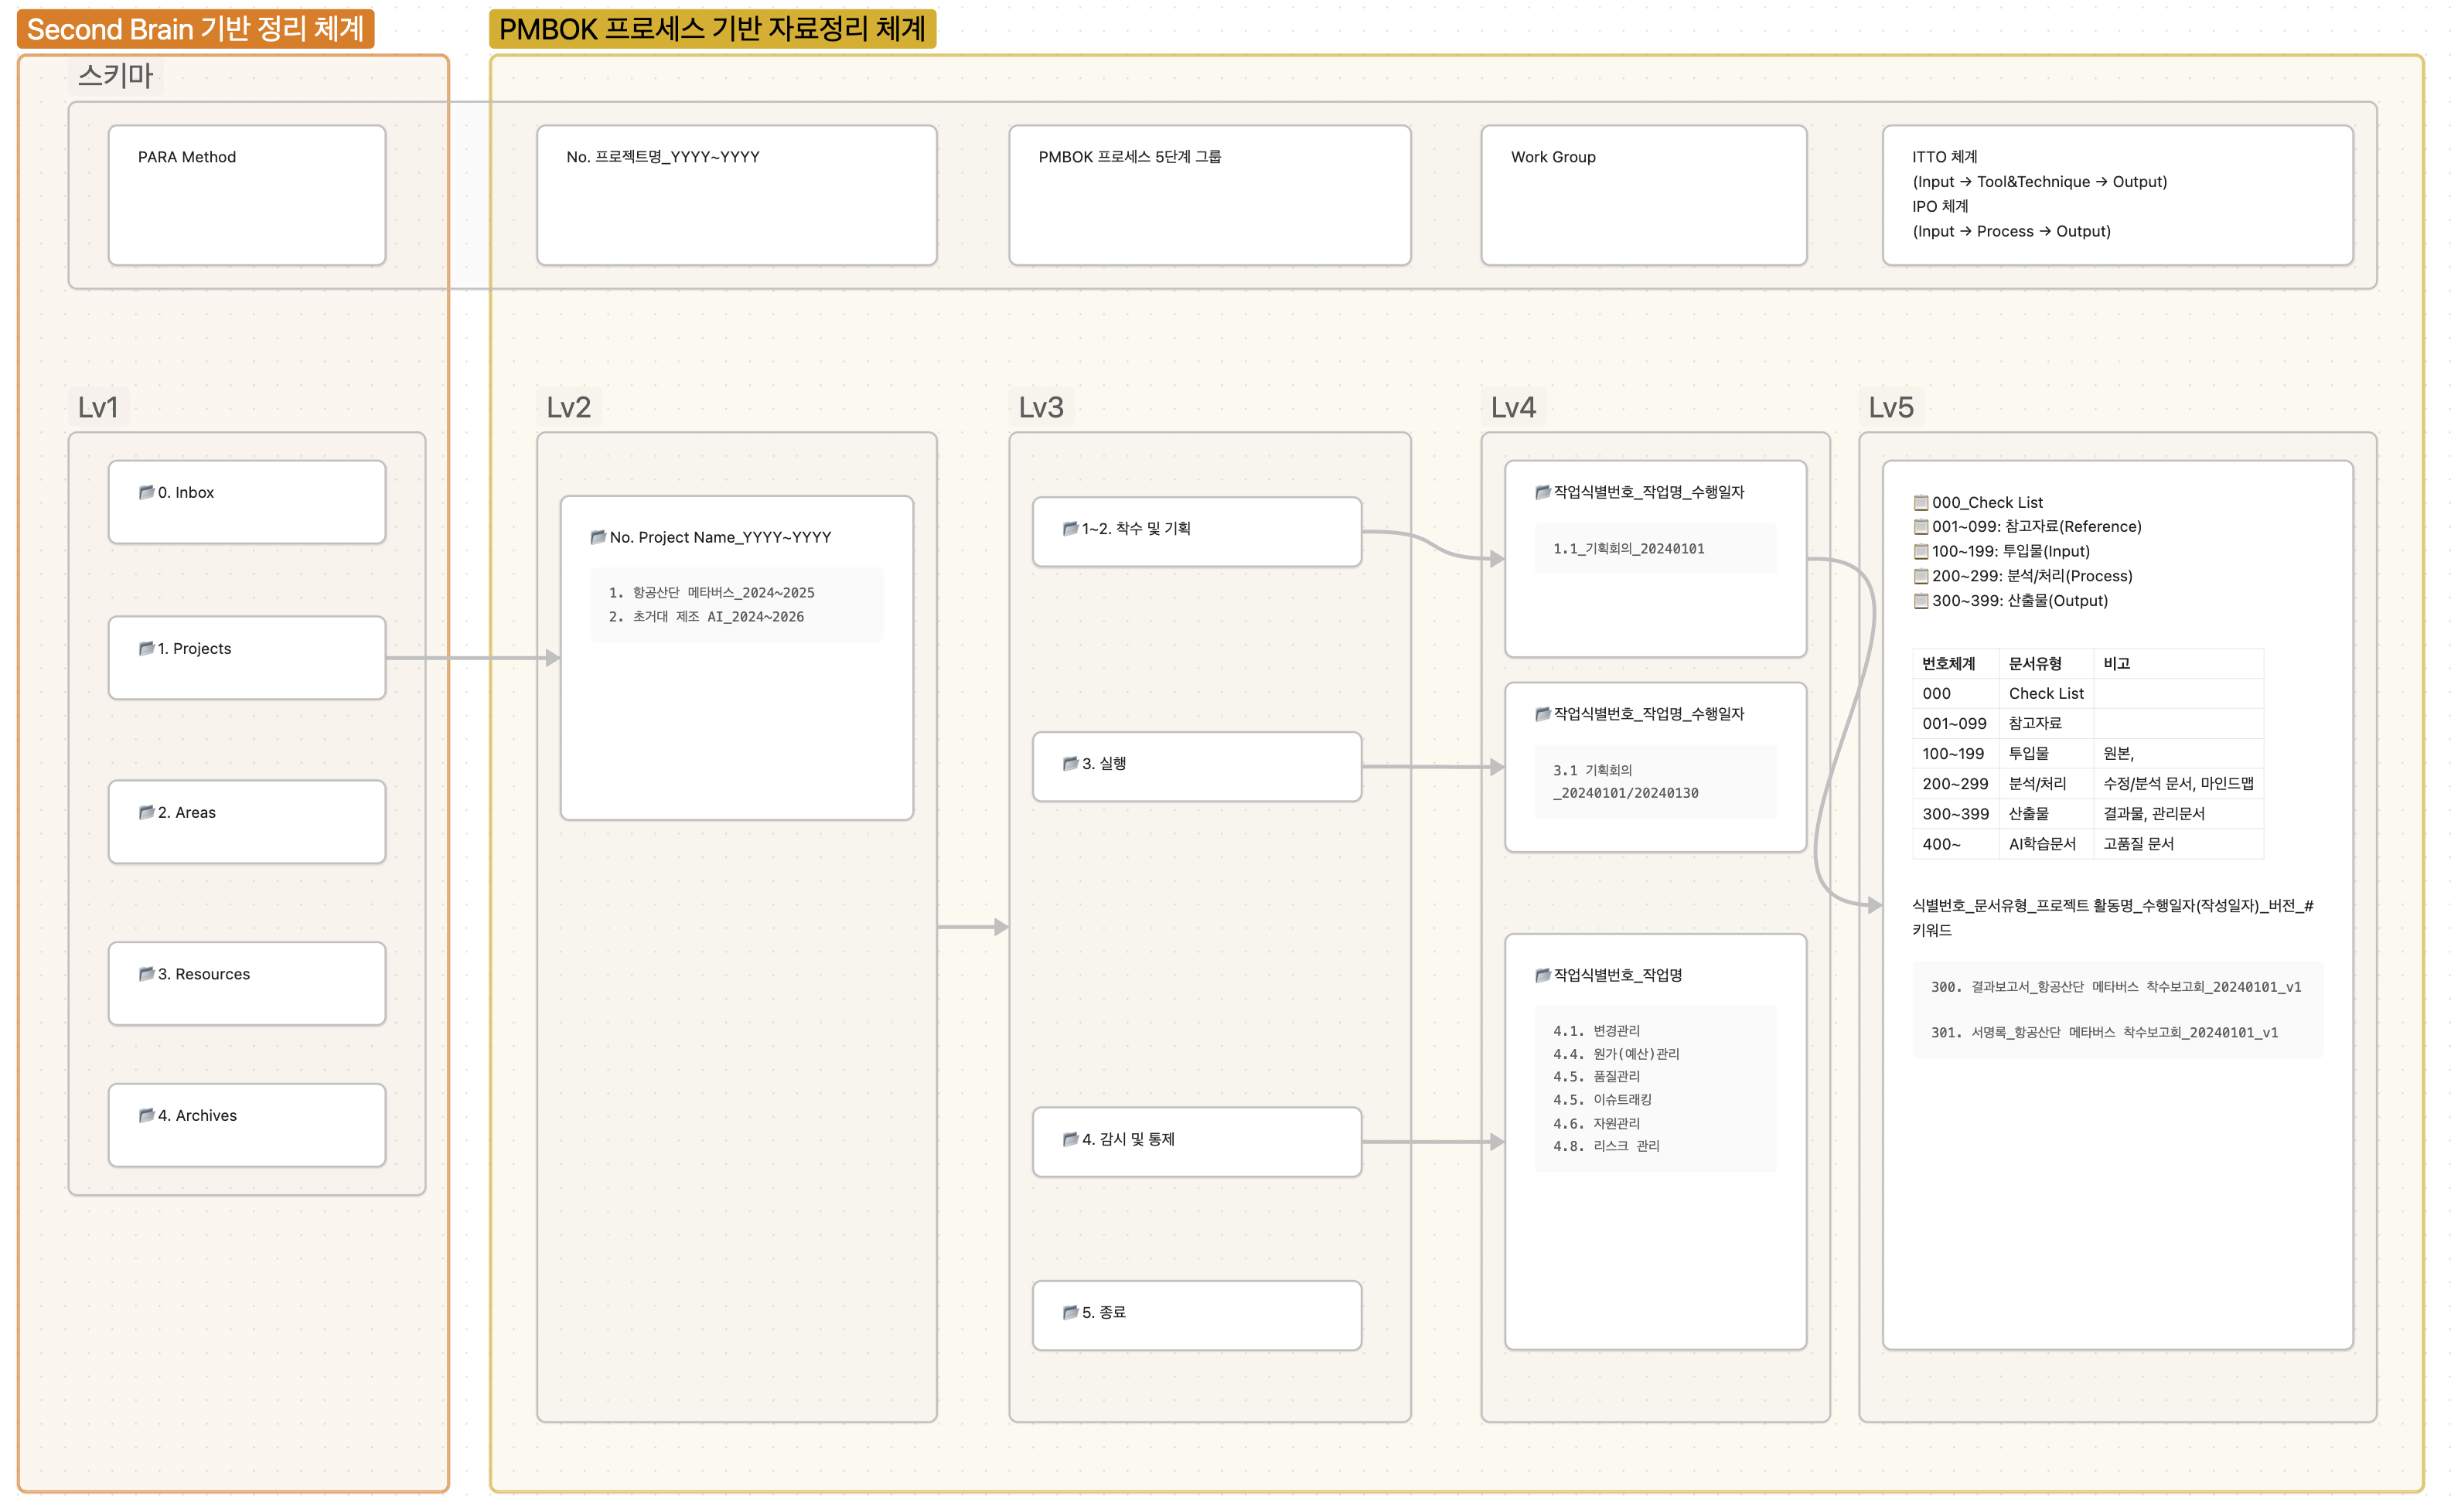 Second Brain 기반 정리 체계
PMBOK 프로세스 기반 자료정리 체계
스키마
PARA Method
No. 프로젝트명_YYYY~YYYY
PMBOK 프로세스 5단계 그룹
Work Group
ITTO 체계
(Input → Tool&Technique → Output)
IPO 체계
(Input → Process → Output)
Lv1
0. Inbox
1. Projects
2. Areas
3. Resources
4. Archives
Lv2
No. Project Name_YYYY~YYYY
1. 항공산단 메타버스_2024~2025
2. 초거대 제조 AI_2024~2026
Lv3
1~2. 착수 및 기획
3. 실행
4. 감시 및 통제
5. 종료
Lv4
작업식별번호_작업명_수행일자
1.1_기획회의_20240101
작업식별번호_작업명_수행일자
3.1 기획회의
_20240101/20240130
작업식별번호_작업명
4.1. 변경관리
4.4. 원가(예산)관리
4.5. 품질관리
4.5. 이슈트래킹
4.6. 자원관리
4.8. 리스크 관리
Lv5
000_Check List
001~099: 참고자료(Reference)
100~199: 투입물(Input)
200~299: 분석/처리(Process)
300~399: 산출물(Output)
번호체계 문서유형 비고
000 Check List
001~099 참고자료
100~199 투입물 원본,
200~299 분석/처리 수정/분석 문서, 마인드맵
300~399 산출물 결과물, 관리문서
400~ AI학습문서 고품질 문서
식별번호_문서유형_프로젝트 활동명_수행일자(작성일자)_버전_#
키워드
300. 결과보고서_항공산단 메타버스 착수보고회_20240101_v1
301. 서명록_항공산단 메타버스 착수보고회_20240101_v1